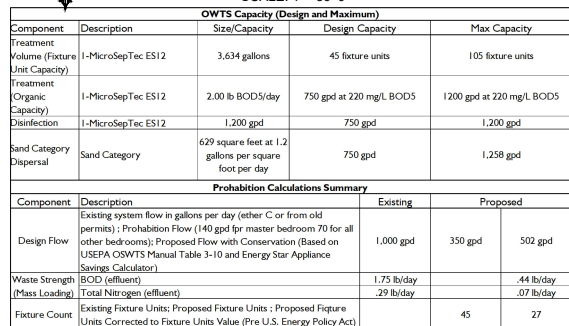 OWTS Capacity (Design and Maximum)
Component Description Size/Capacity Design Capacity Max Capacity
Treatment
Volume (Fixture
Unit Capacity)
1-MicroSepTec ES12 3,634 gallons 45 fixture units 105 fixture units
Treatment
(Organic
Capacity)
1-MicroSepTec ES12 2.00 lb BOD5/day 750 gpd at 220 mg/L BOD5 1200 gpd at 220 mg/L BOD5
Disinfection 1-MicroSepTec ES12 1,200 gpd 750 gpd 1,200 gpd
Sand Category
Dispersal
Sand Category
629 square feet at 1.2
gallons per square
foot per day
750 gpd 1,258 gpd
Prohabition Calculations Summary
Component Description Existing Proposed
Design Flow
Existing system flow in gallons per day (ether C or from old
permits) ; Prohabition Flow (140 gpd fpr master bedroom 70 for all
other bedrooms); Proposed Flow with Conservation (Based on
USEPA OSWTS Manual Table 3-10 and Energy Star Appliance
Savings Calculator)
1,000 gpd 350 gpd 502 gpd
Waste Strength BOD (effluent) 1.75 lb/day .44 lb/day
(Mass Loading) Total Nitrogen (effluent) .29 lb/day .07 lb/day
Fixture Count
Existing Fixture Units; Proposed Fixture Units ; Proposed Fiqture
Units Corrected to Fixture Units Value (Pre U.S. Energy Policy Act)
45 27